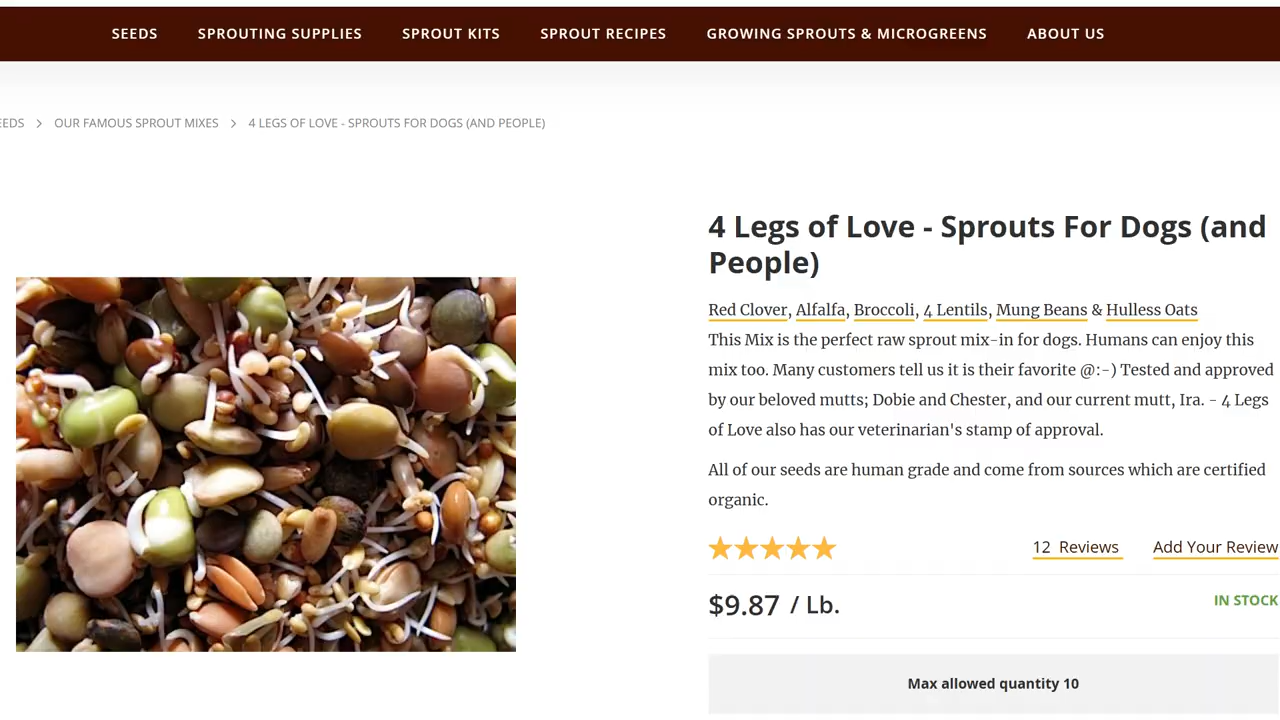 SEEDS SPROUTING SUPPLIES SPROUT KITS SPROUT RECIPES GROWING SPROUTS & MICROGREENS ABOUT US
EEDS > OUR FAMOUS SPROUT MIXES > 4 LEGS OF LOVE - SPROUTS FOR DOGS (AND PEOPLE)
4 Legs of Love - Sprouts For Dogs (and
People)
Red Clover, Alfalfa, Broccoli, 4 Lentils, Mung Beans & Hulless Oats
This Mix is the perfect raw sprout mix-in for dogs. Humans can enjoy this
mix too. Many customers tell us it is their favorite @:-) Tested and approved
by our beloved mutts; Dobie and Chester, and our current mutt, Ira. - 4 Legs
of Love also has our veterinarian's stamp of approval.
All of our seeds are human grade and come from sources which are certified
organic.
12 Reviews Add Your Review
$9.87 / Lb. IN STOCK
Max allowed quantity 10